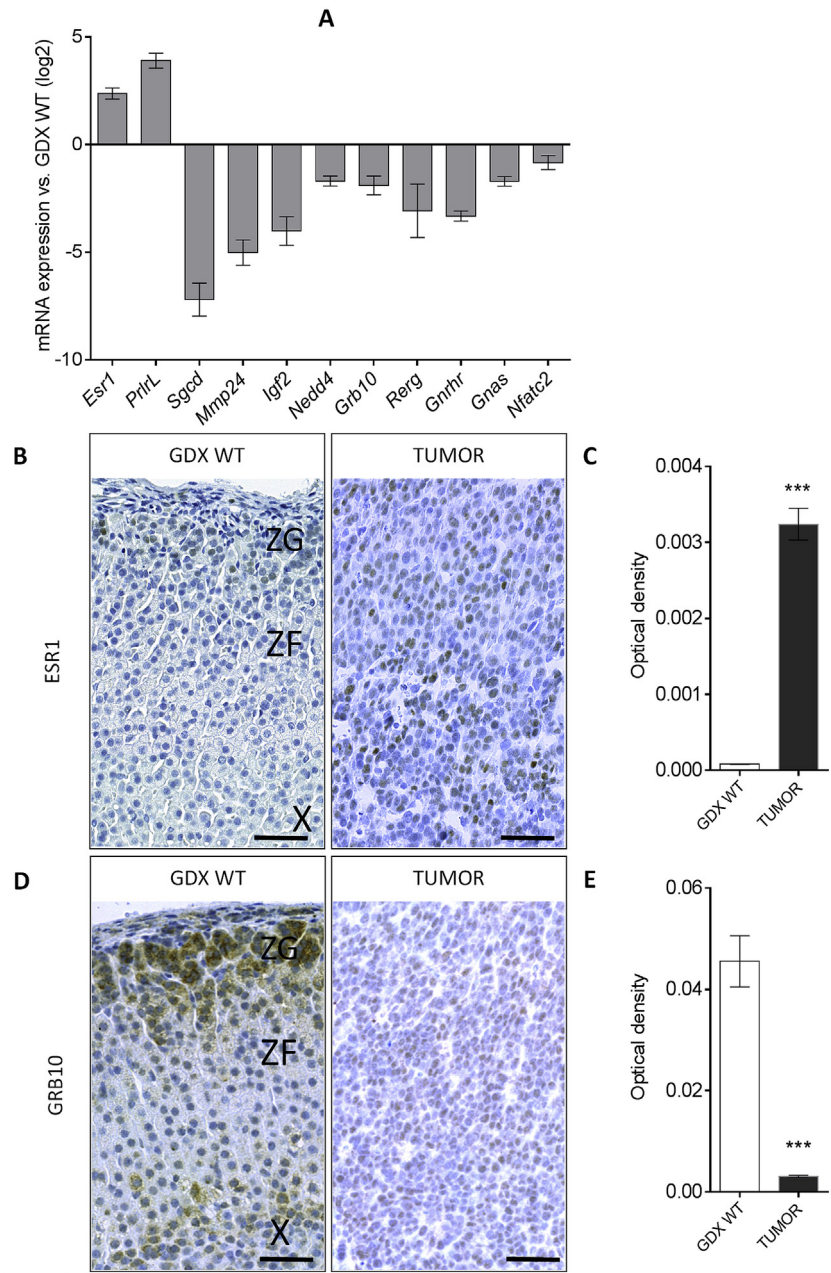 A
mRNA expression vs. GDX WT (log2)
5
0
-5
-10
Esr1
PrlrL
Sgcd
Mmp24
Igf2
Nedd4
Grb10
Rerg
Gnrhr
Gnas
Nfatc2
B
GDX WT
TUMOR
ESR1
ZG
ZF
X
C
Optical density
0.004
0.003
0.002
0.001
0.000
***
GDX WT
TUMOR
D
GDX WT
TUMOR
GRB10
ZG
ZF
X
E
Optical density
0.06
0.04
0.02
0.00
***
GDX WT
TUMOR